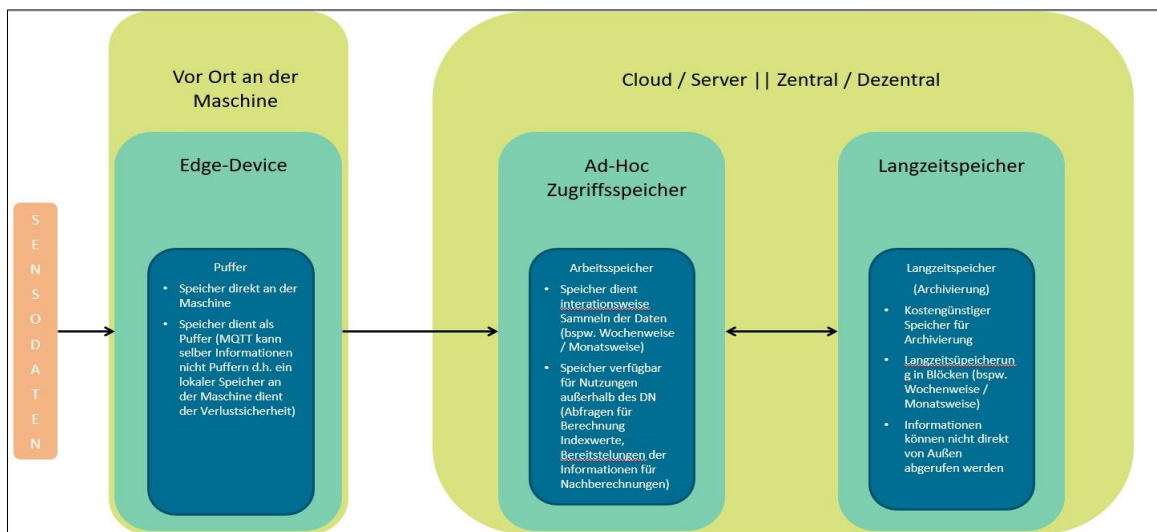 Vor Ort an der
Maschine
Cloud / Server || Zentral / Dezentral
Edge-Device
Ad-Hoc
Zugriffsspeicher
Langzeitspeicher
SENSODATEN
Puffer
• Speicher direkt an der
Maschine
• Speicher dient als
Puffer (MQTT kann
selber Informationen
nicht Puffern d.h. ein
lokaler Speicher an
der Maschine dient
der Verlustsicherheit)
Arbeitsspeicher
• Speicher dient
interationsweise
Sammeln der Daten
(bspw. Wochenweise
/ Monatsweise)
• Speicher verfügbar
für Nutzungen
außerhalb des DN
(Abfragen für
Berechnung
Indexwerte,
Bereitstelungen der
Informationen für
Nachberechnungen)
Langzeitspeicher
(Archivierung)
• Kostengünstiger
Speicher für
Archivierung
• Langzeitsüpeicherun
g in Blöcken (bspw.
Wochenweise /
Monatsweise)
• Informationen
können nicht direkt
von Außen
abgerufen werden